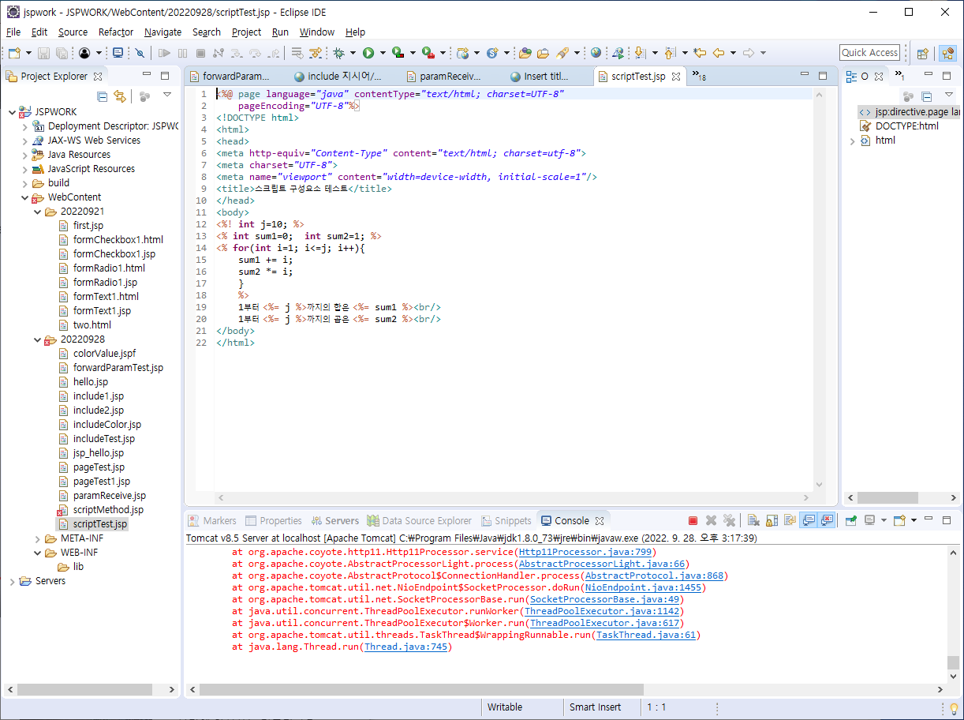 jspwork - JSPWORK/WebContent/20220928/scriptTest.jsp - Eclipse IDE
File Edit Source Refactor Navigate Search Project Run Window Help
Quick Access
Project Explorer
JSPWORK
Deployment Descriptor: JSPWO
JAX-WS Web Services
Java Resources
JavaScript Resources
build
WebContent
20220921
first.jsp
formCheckbox1.html
formCheckbox1.jsp
formRadio1.html
formRadio1.jsp
formText1.html
formText1.jsp
two.html
20220928
colorValue.jspf
forwardParamTest.jsp
hello.jsp
include1.jsp
include2.jsp
includeColor.jsp
includeTest.jsp
jsp_hello.jsp
pageTest.jsp
pageTest1.jsp
paramReceive.jsp
scriptMethod.jsp
scriptTest.jsp
META-INF
WEB-INF
lib
Servers
forwardParam... include 지시어/... paramReceiv... Insert titl... scriptTest.jsp »18
1 <%@ page language="java" contentType="text/html; charset=UTF-8"
2 pageEncoding="UTF-8"%>
3 <!DOCTYPE html>
4 <html>
5 <head>
6 <meta http-equiv="Content-Type" content="text/html; charset=utf-8">
7 <meta charset="UTF-8">
8 <meta name="viewport" content="width=device-width, initial-scale=1"/>
9 <title>스크립트 구성요소 테스트</title>
10 </head>
11 <body>
12 <%! int j=10; %>
13 <% int sum1=0;  int sum2=1; %>
14 <% for(int i=1; i<=j; i++){
15 sum1 += i;
16 sum2 *= i;
17 }
18 %>
19 1부터 <%= j %>까지의 합은 <%= sum1 %><br/>
20 1부터 <%= j %>까지의 곱은 <%= sum2 %><br/>
21 </body>
22 </html>
O »1
jsp:directive.page lan
DOCTYPE:html
html
Markers Properties Servers Data Source Explorer Snippets Console
Tomcat v8.5 Server at localhost [Apache Tomcat] C:₩Program Files₩Java₩jdk1.8.0_73₩jre₩bin₩javaw.exe (2022. 9. 28. 오후 3:17:39)
at org.apache.coyote.http11.Http11Processor.service(Http11Processor.java:799)
at org.apache.coyote.AbstractProcessorLight.process(AbstractProcessorLight.java:66)
at org.apache.coyote.AbstractProtocol$ConnectionHandler.process(AbstractProtocol.java:868)
at org.apache.tomcat.util.net.NioEndpoint$SocketProcessor.doRun(NioEndpoint.java:1455)
at org.apache.tomcat.util.net.SocketProcessorBase.run(SocketProcessorBase.java:49)
at java.util.concurrent.ThreadPoolExecutor.runWorker(ThreadPoolExecutor.java:1142)
at java.util.concurrent.ThreadPoolExecutor$Worker.run(ThreadPoolExecutor.java:617)
at org.apache.tomcat.util.threads.TaskThread$WrappingRunnable.run(TaskThread.java:61)
at java.lang.Thread.run(Thread.java:745)
Writable Smart Insert 1 : 1